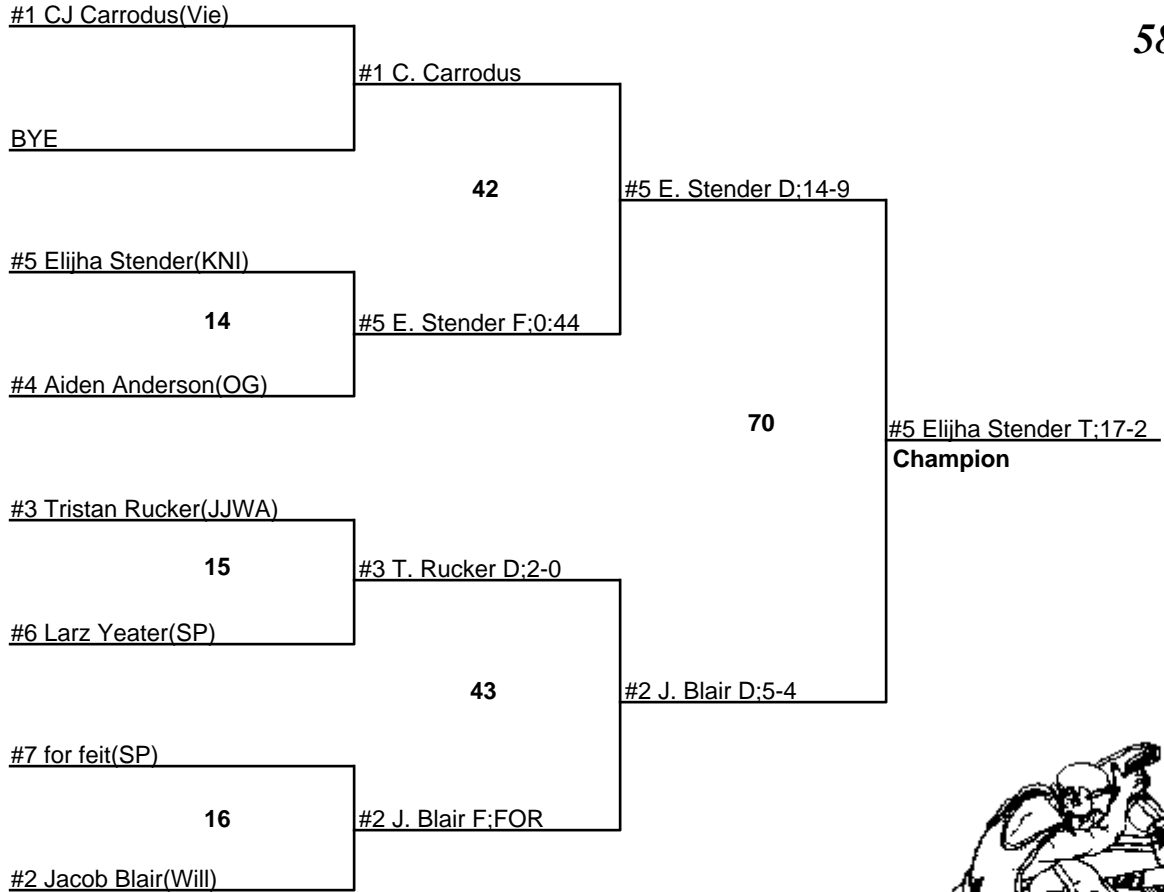 #1 CJ Carrodus(Vie)
58
#1 C. Carrodus
BYE
42
#5 E. Stender D;14-9
#5 Elijha Stender(KNI)
14
#5 E. Stender F;0:44
#4 Aiden Anderson(OG)
70
#5 Elijha Stender T;17-2
Champion
#3 Tristan Rucker(JJWA)
15
#3 T. Rucker D;2-0
#6 Larz Yeater(SP)
43
#2 J. Blair D;5-4
#7 for feit(SP)
16
#2 J. Blair F;FOR
#2 Jacob Blair(Will)